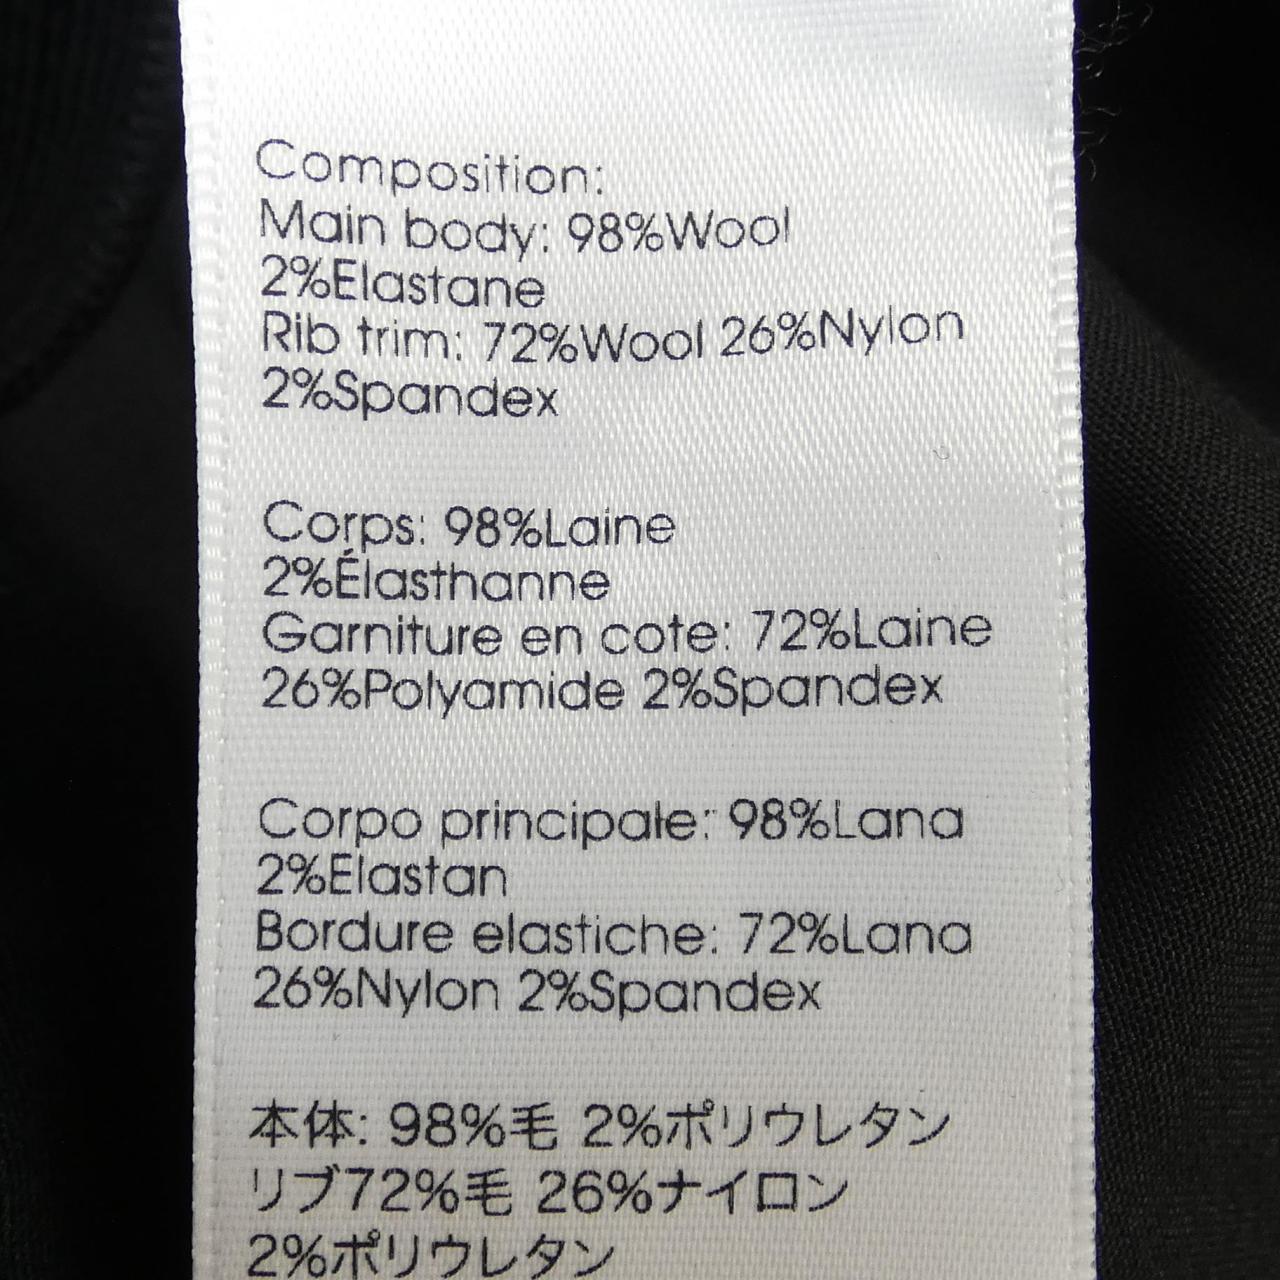 Composition:
Main body: 98%Wool
2%Elastane
Rib trim: 72%Wool 26%Nylon
2%Spandex
Corps: 98%Laine
2%Élasthanne
Garniture en cote: 72%Laine
26%Polyamide 2%Spandex
Corpo principale: 98%Lana
2%Elastan
Bordure elastiche: 72%Lana
26%Nylon 2%Spandex
本体: 98%毛 2%ポリウレタン
リブ72%毛 26%ナイロン
2%ポリウレタン